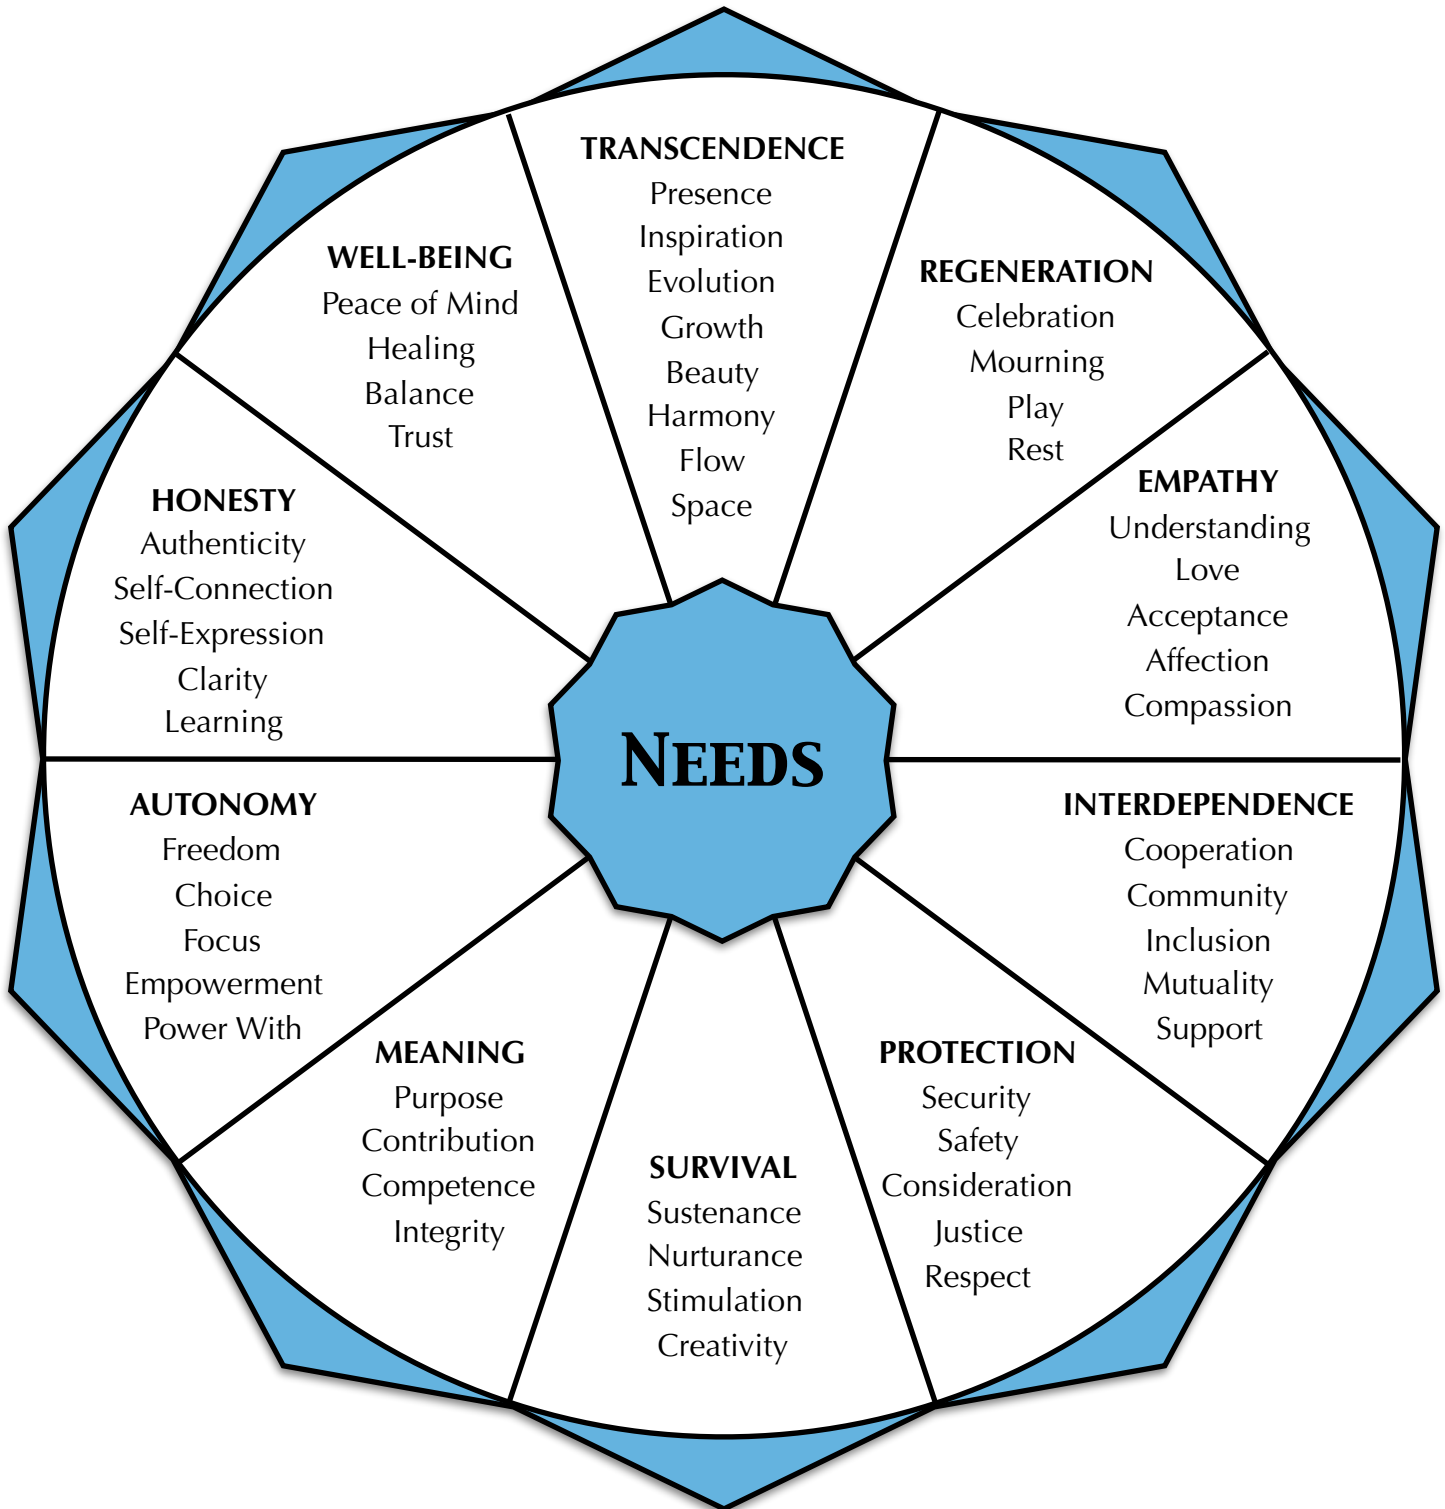 TRANSCENDENCE
Presence
Inspiration
Evolution
Growth
Beauty
Harmony
Flow
Space
REGENERATION
Celebration
Mourning
Play
Rest
EMPATHY
Understanding
Love
Acceptance
Affection
Compassion
INTERDEPENDENCE
Cooperation
Community
Inclusion
Mutuality
Support
PROTECTION
Security
Safety
Consideration
Justice
Respect
SURVIVAL
Sustenance
Nurturance
Stimulation
Creativity
MEANING
Purpose
Contribution
Competence
Integrity
AUTONOMY
Freedom
Choice
Focus
Empowerment
Power With
HONESTY
Authenticity
Self-Connection
Self-Expression
Clarity
Learning
WELL-BEING
Peace of Mind
Healing
Balance
Trust
NEEDS